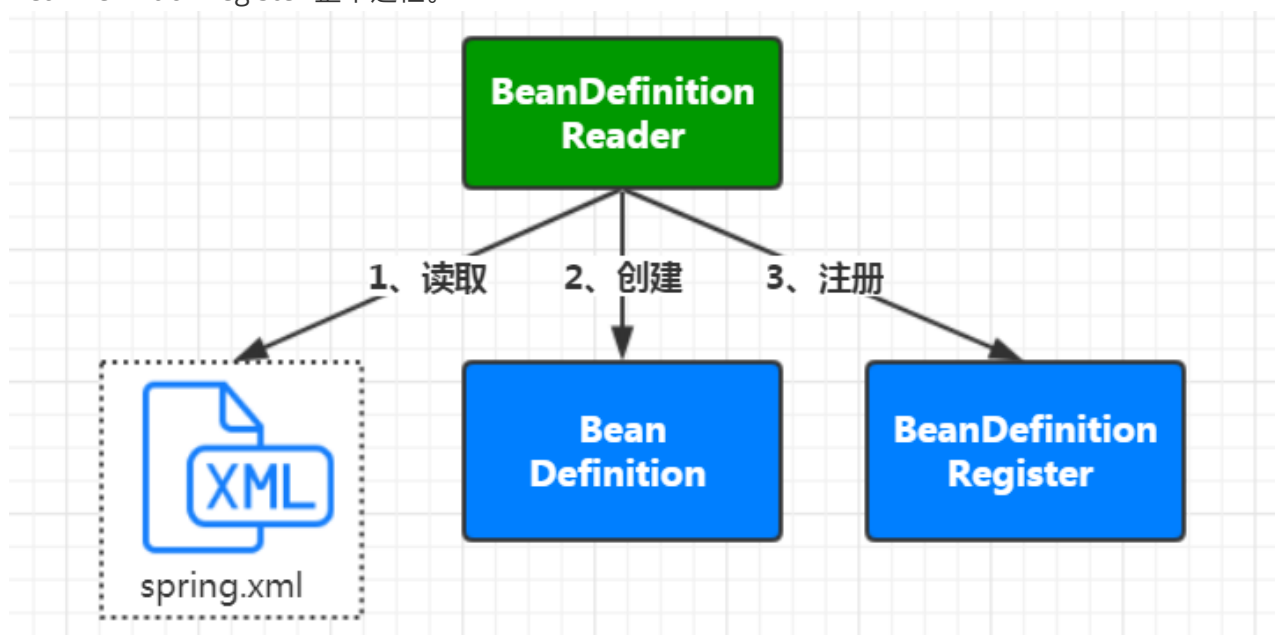 BeanDefinition
Reader
1、读取
2、创建
3、注册
XML
spring.xml
Bean
Definition
BeanDefinition
Register